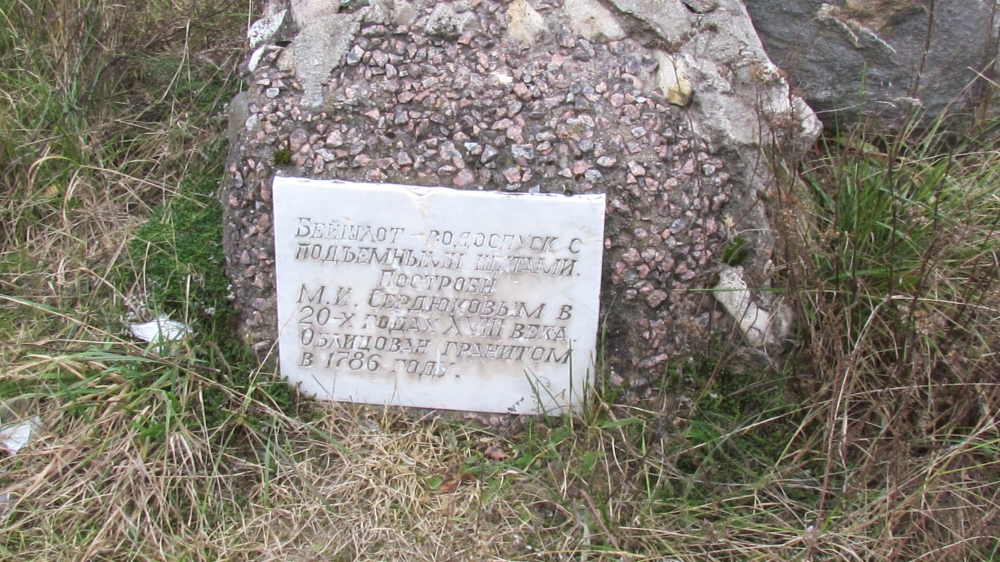 Бейшлот - водоспуск с
подъемными щитами.
Построен
М.И. Сердюковым в
20-х годах XVIII века.
Облицован гранитом
в 1786 году.